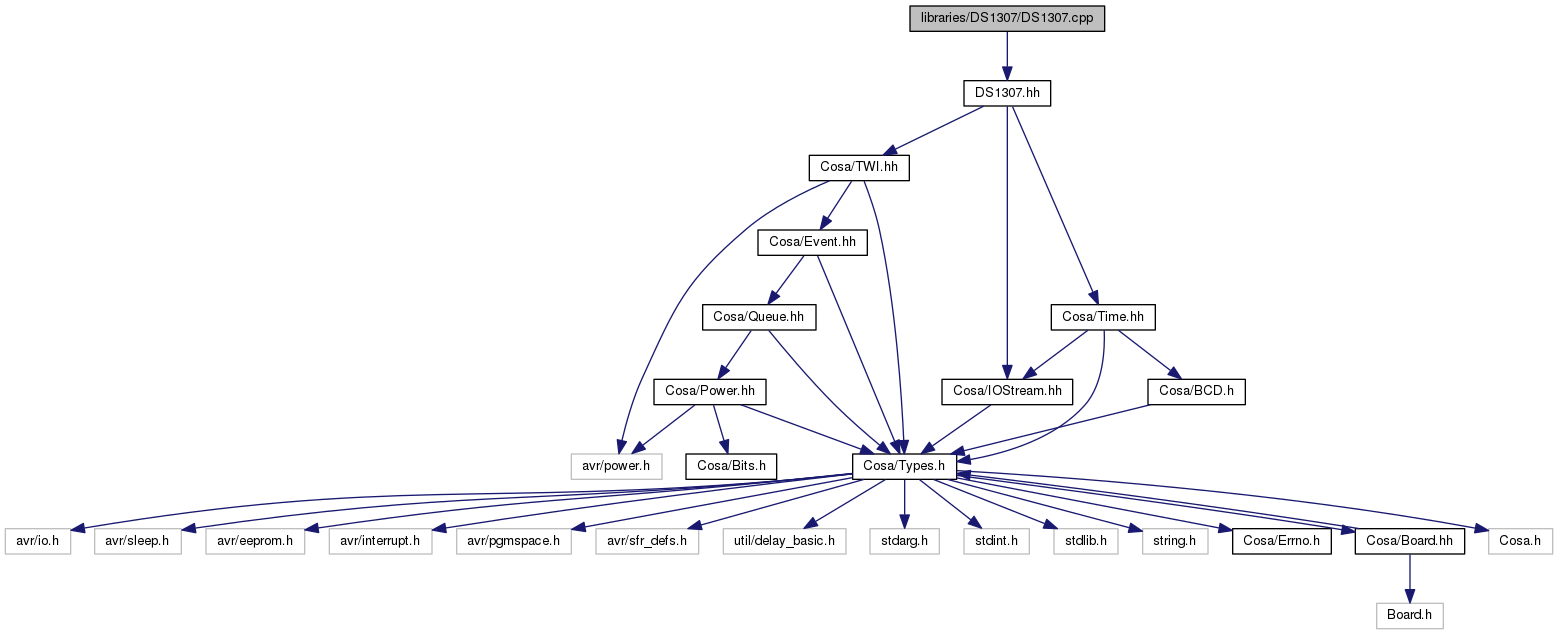 libraries/DS1307/DS1307.cpp
DS1307.hh
Cosa/TWI.hh
Cosa/Event.hh
Cosa/Queue.hh
Cosa/Time.hh
Cosa/Power.hh
Cosa/IOStream.hh
Cosa/BCD.h
avr/power.h
Cosa/Bits.h
Cosa/Types.h
avr/io.h
avr/sleep.h
avr/eeprom.h
avr/interrupt.h
avr/pgmspace.h
avr/sfr_defs.h
util/delay_basic.h
stdarg.h
stdint.h
stdlib.h
string.h
Cosa/Errno.h
Cosa/Board.hh
Cosa.h
Board.h